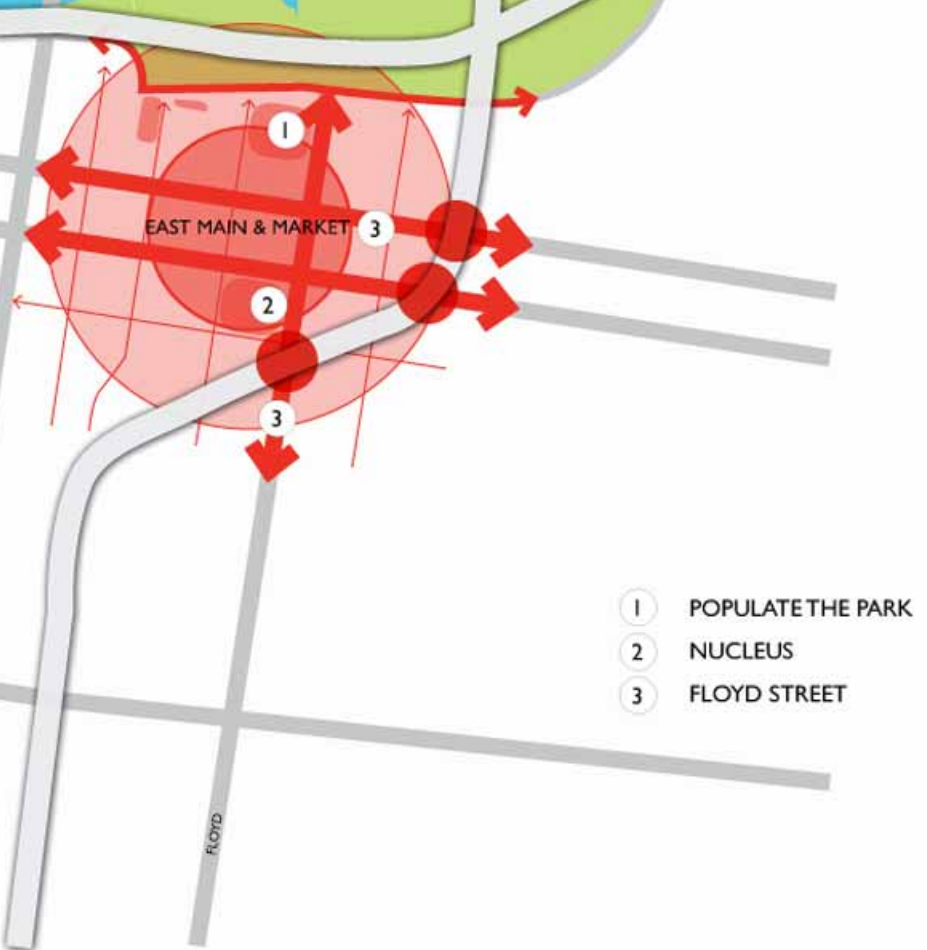 1
EAST MAIN & MARKET 3
2
3
1 POPULATE THE PARK
2 NUCLEUS
3 FLOYD STREET
FLOYD